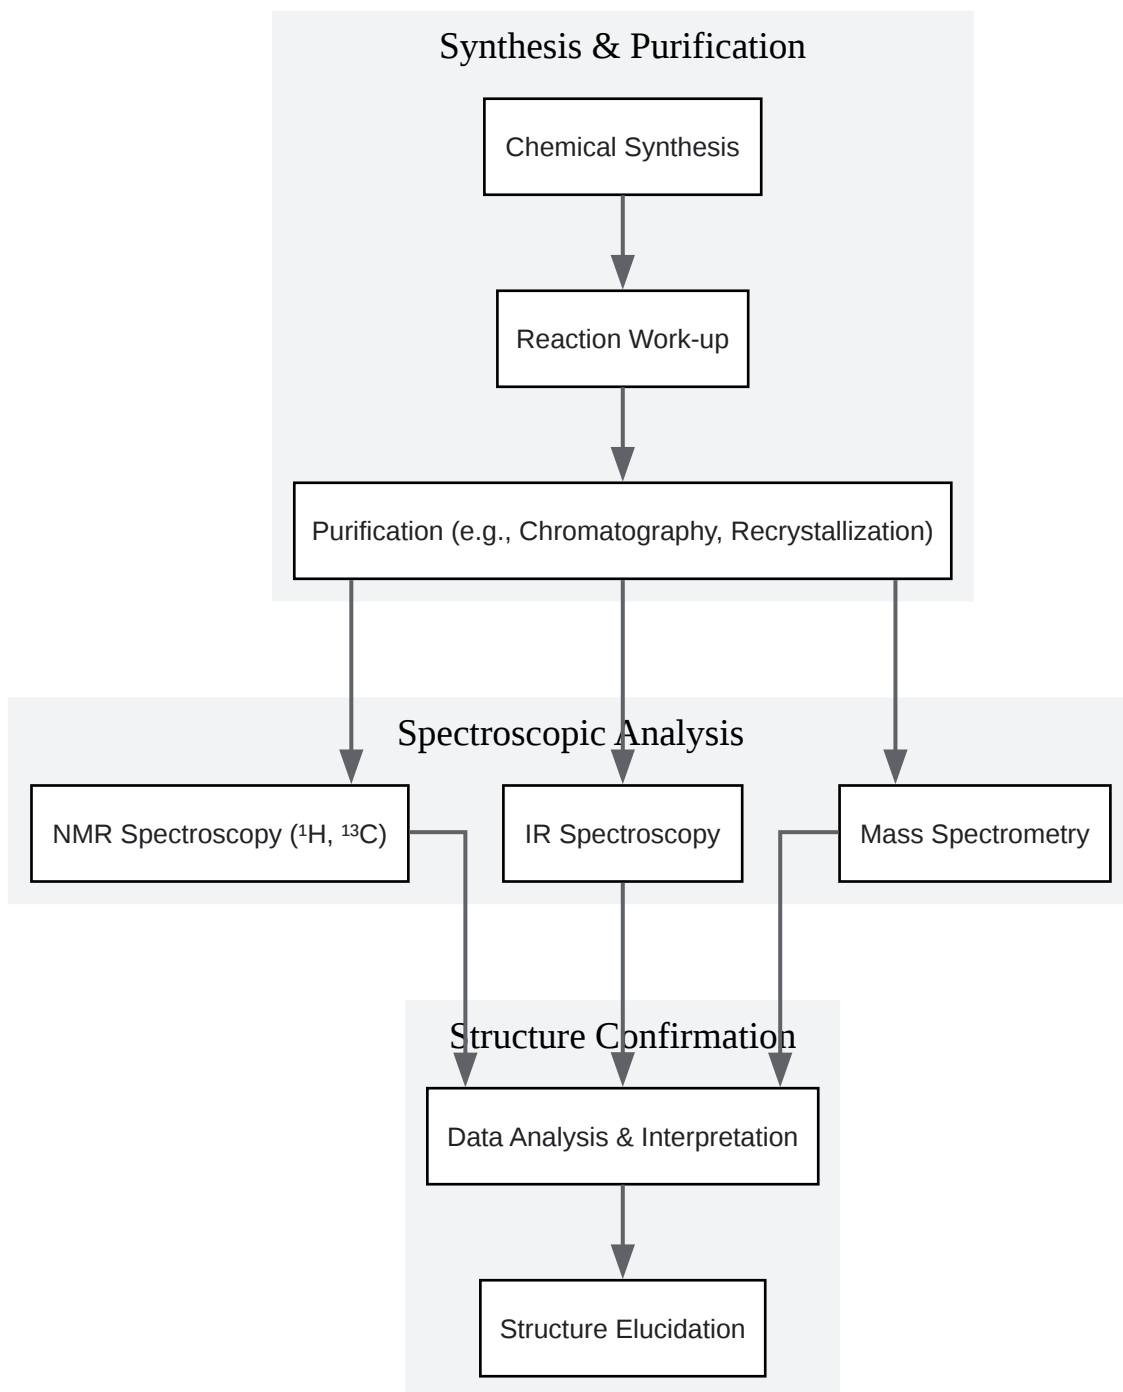 Synthesis & Purification
Chemical Synthesis
Reaction Work-up
Purification (e.g., Chromatography, Recrystallization)
Spectroscopic Analysis
NMR Spectroscopy (¹H, ¹³C)
IR Spectroscopy
Mass Spectrometry
Structure Confirmation
Data Analysis & Interpretation
Structure Elucidation